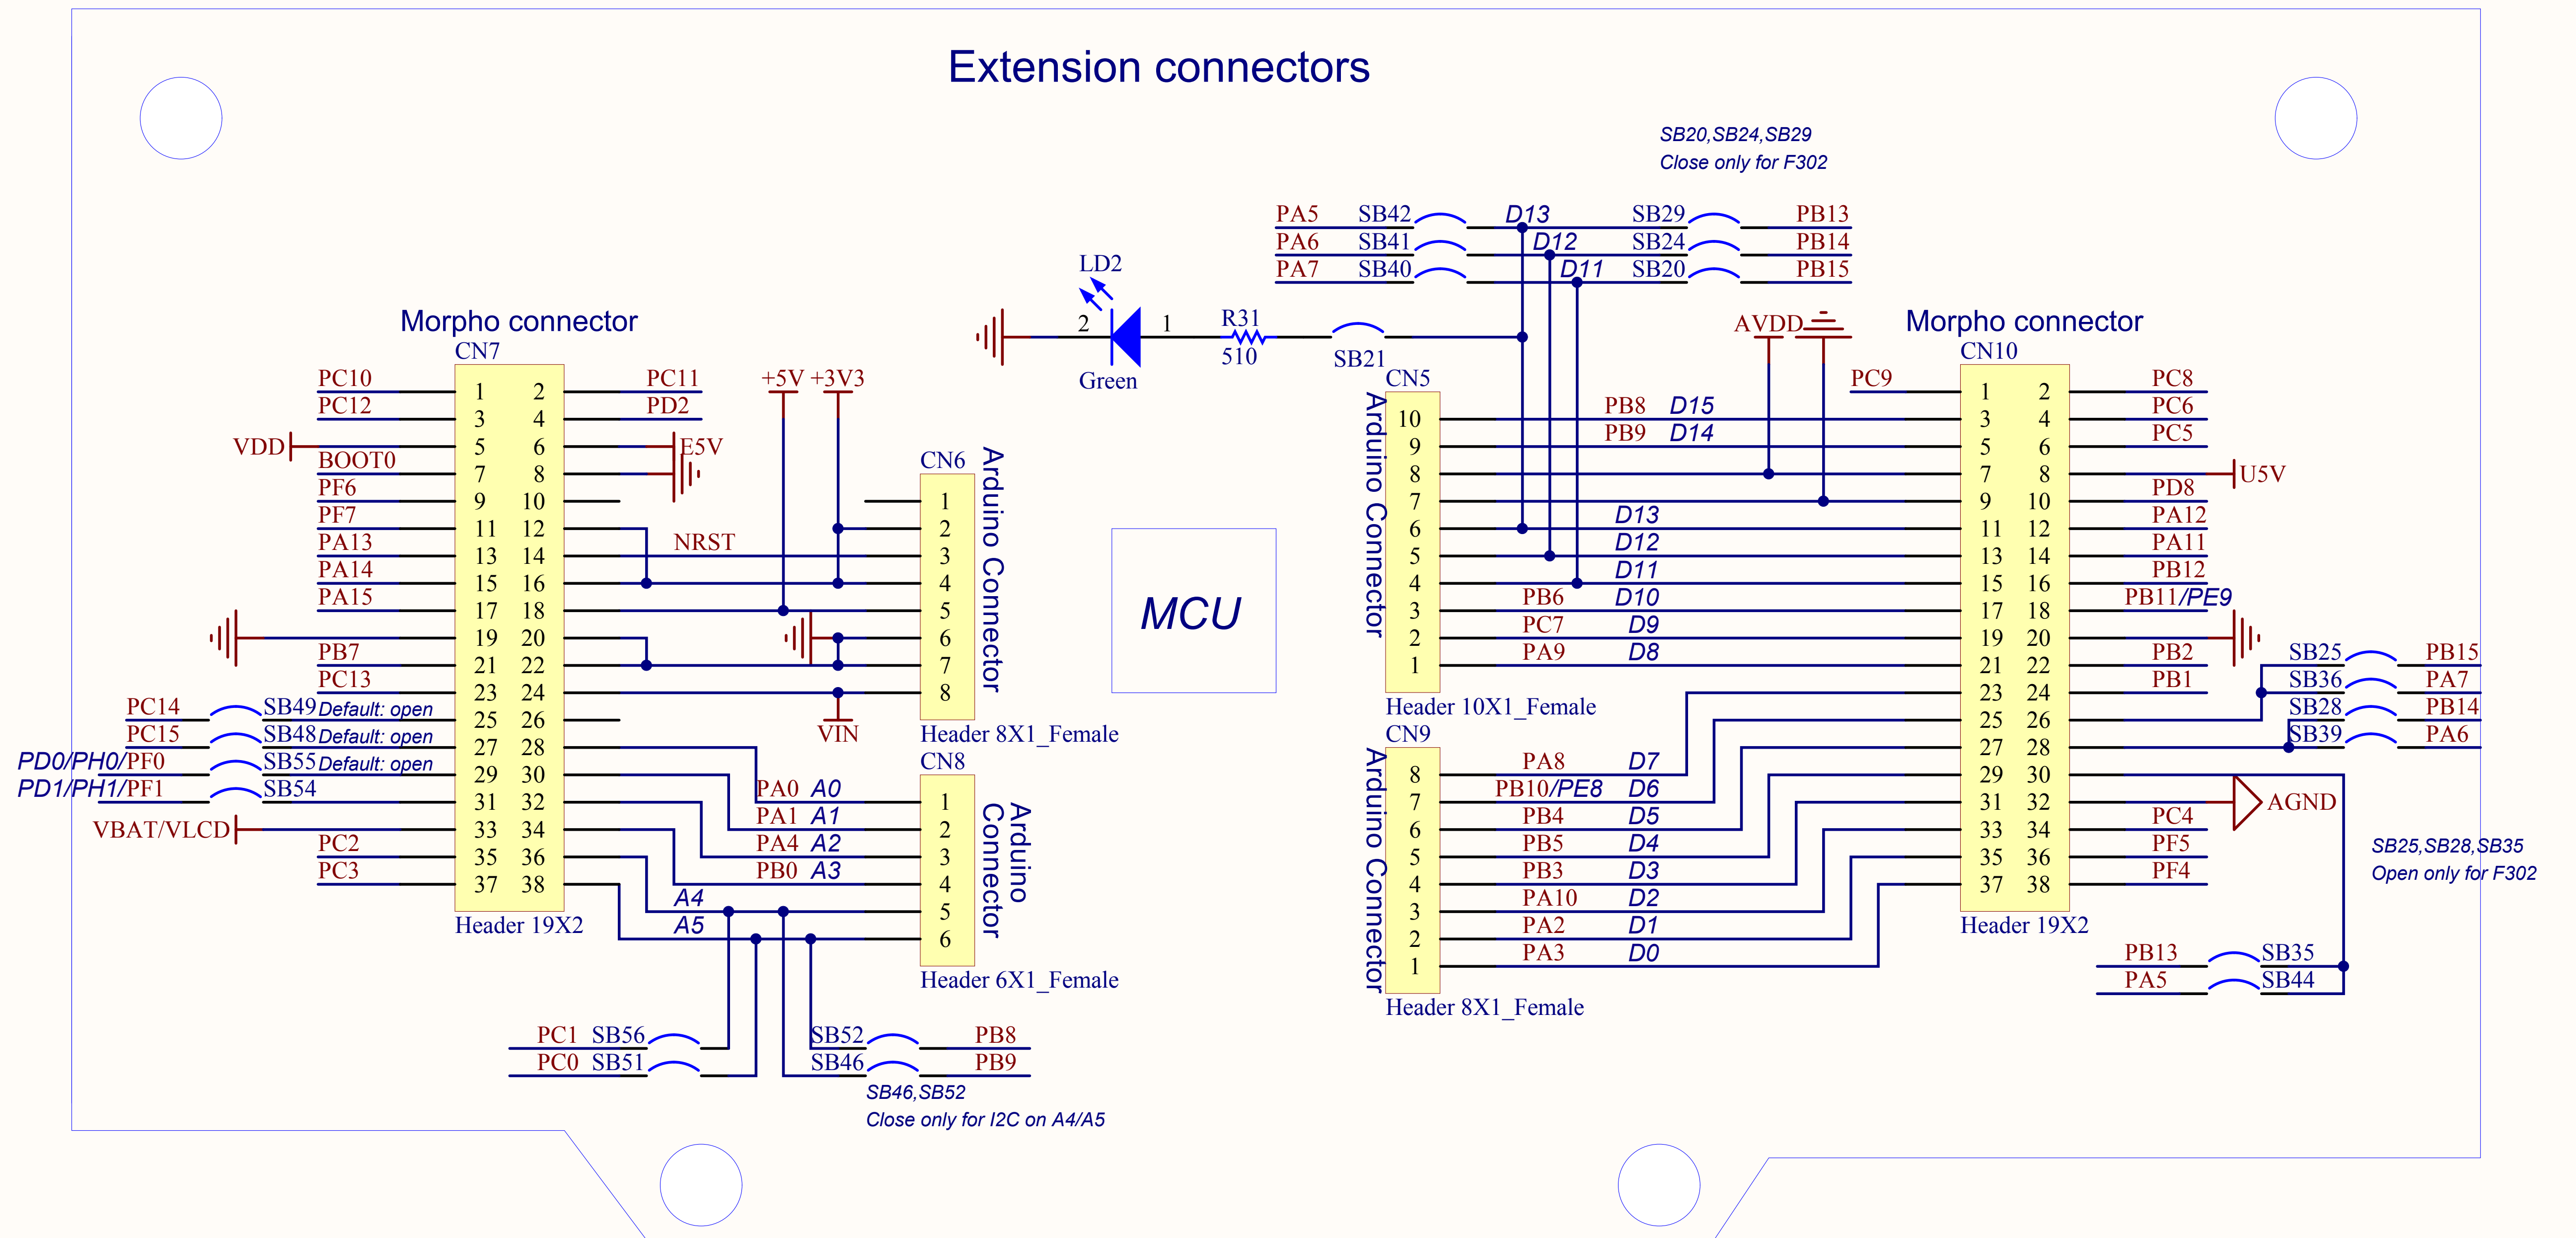 Extension connectors
SB20,SB24,SB29
Close only for F302
PA5 SB42 D13 SB29 PB13
PA6 SB41 D12 SB24 PB14
PA7 SB40 D11 SB20 PB15
LD2
2 1 R31
510 SB21
Green
Morpho connector
CN7
PC10 1 2 PC11
PC12 3 4 PD2
VDD 5 6 E5V
BOOT0 7 8
PF6 9 10
PF7 11 12
PA13 13 14 NRST
PA14 15 16
PA15 17 18
19 20
PB7 21 22
PC13 23 24
PC14 SB49 Default: open 25 26
PC15 SB48 Default: open 27 28
PD0/PH0/PF0 SB55 Default: open 29 30
PD1/PH1/PF1 SB54 31 32
VBAT/VLCD 33 34
PC2 35 36
PC3 37 38
Header 19X2
+5V +3V3
CN6
Arduino Connector
1
2
3
4
5
6
7
8
VIN
Header 8X1_Female
CN8
Arduino
Connector
PA0 A0 1
PA1 A1 2
PA4 A2 3
PB0 A3 4
A4 5
A5 6
Header 6X1_Female
PC1 SB56 SB52 PB8
PC0 SB51 SB46 PB9
SB46,SB52
Close only for I2C on A4/A5
MCU
AVDD
CN5
Arduino Connector
10 PB8 D15
9 PB9 D14
8
7
6 D13
5 D12
4 D11
3 PB6 D10
2 PC7 D9
1 PA9 D8
Header 10X1_Female
CN9
Arduino Connector
8 PA8 D7
7 PB10/PE8 D6
6 PB4 D5
5 PB5 D4
4 PB3 D3
3 PA10 D2
2 PA2 D1
1 PA3 D0
Header 8X1_Female
Morpho connector
CN10
PC9 1 2 PC8
3 4 PC6
5 6 PC5
7 8 U5V
9 10 PD8
11 12 PA12
13 14 PA11
15 16 PB12
17 18 PB11/PE9
19 20
21 22 PB2
23 24 PB1
25 26
27 28
29 30
31 32 AGND
33 34 PC4
35 36 PF5
37 38 PF4
Header 19X2
SB25 PB15
SB36 PA7
SB28 PB14
SB39 PA6
SB25,SB28,SB35
Open only for F302
PB13 SB35
PA5 SB44